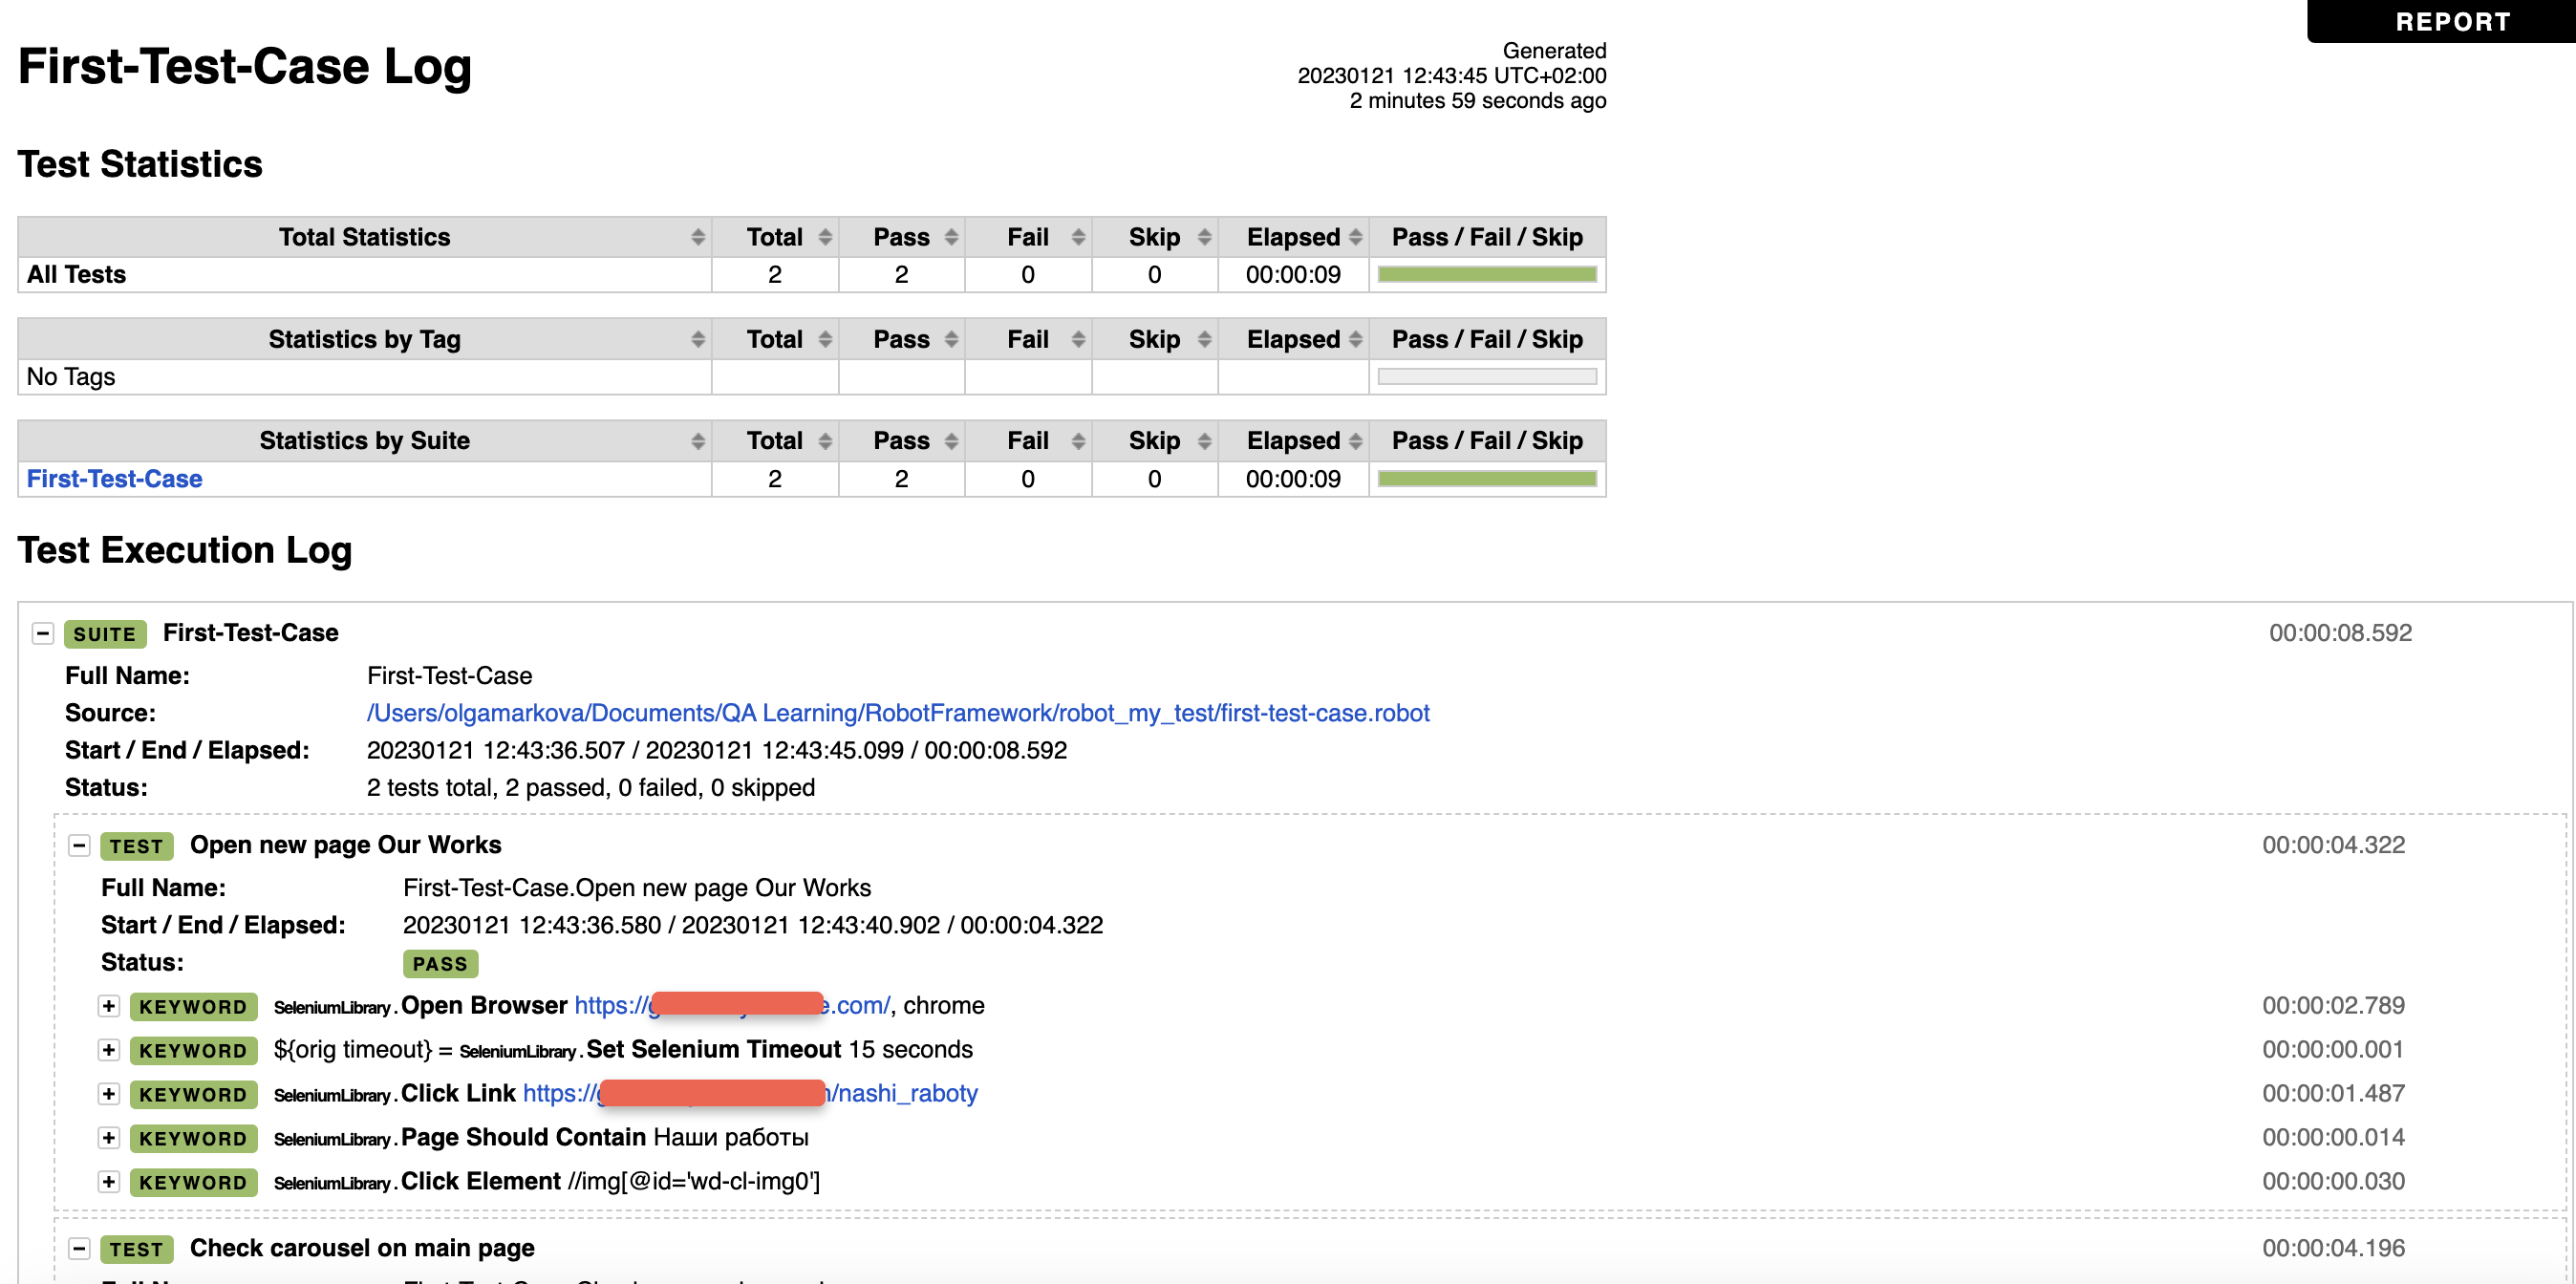 REPORT
First-Test-Case Log
Generated
20230121 12:43:45 UTC+02:00
2 minutes 59 seconds ago
Test Statistics
Total Statistics Total Pass Fail Skip Elapsed Pass / Fail / Skip
All Tests 2 2 0 0 00:00:09
Statistics by Tag Total Pass Fail Skip Elapsed Pass / Fail / Skip
No Tags
Statistics by Suite Total Pass Fail Skip Elapsed Pass / Fail / Skip
First-Test-Case 2 2 0 0 00:00:09
Test Execution Log
− SUITE First-Test-Case 00:00:08.592
Full Name: First-Test-Case
Source: /Users/olgamarkova/Documents/QA Learning/RobotFramework/robot_my_test/first-test-case.robot
Start / End / Elapsed: 20230121 12:43:36.507 / 20230121 12:43:45.099 / 00:00:08.592
Status: 2 tests total, 2 passed, 0 failed, 0 skipped
− TEST Open new page Our Works 00:00:04.322
Full Name: First-Test-Case.Open new page Our Works
Start / End / Elapsed: 20230121 12:43:36.580 / 20230121 12:43:40.902 / 00:00:04.322
Status: PASS
+ KEYWORD SeleniumLibrary.Open Browser https:// e.com/, chrome 00:00:02.789
+ KEYWORD ${orig timeout} = SeleniumLibrary.Set Selenium Timeout 15 seconds 00:00:00.001
+ KEYWORD SeleniumLibrary.Click Link https:// /nashi_raboty 00:00:01.487
+ KEYWORD SeleniumLibrary.Page Should Contain Наши работы 00:00:00.014
+ KEYWORD SeleniumLibrary.Click Element //img[@id='wd-cl-img0'] 00:00:00.030
− TEST Check carousel on main page 00:00:04.196